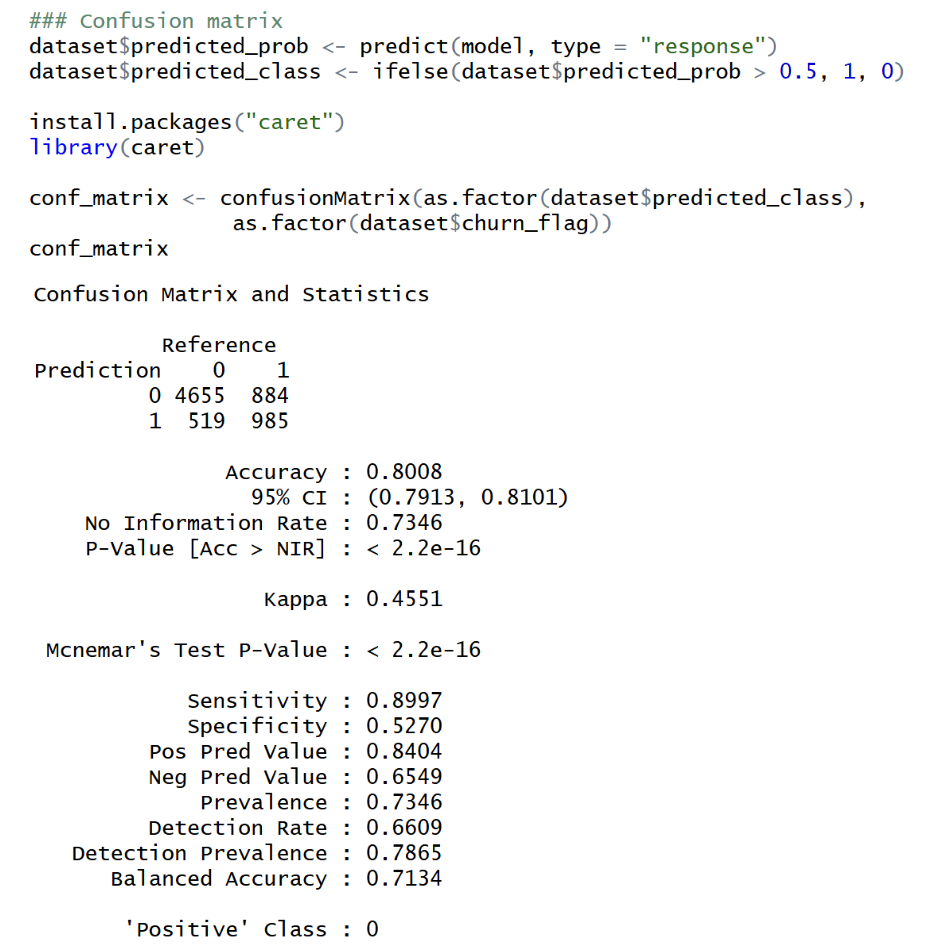 ### Confusion matrix
dataset$predicted_prob <- predict(model, type = "response")
dataset$predicted_class <- ifelse(dataset$predicted_prob > 0.5, 1, 0)
install.packages("caret")
library(caret)
conf_matrix <- confusionMatrix(as.factor(dataset$predicted_class),
as.factor(dataset$churn_flag))
conf_matrix
Confusion Matrix and Statistics
Reference
Prediction 0 1
0 4655 884
1 519 985
Accuracy : 0.8008
95% CI : (0.7913, 0.8101)
No Information Rate : 0.7346
P-Value [Acc > NIR] : < 2.2e-16
Kappa : 0.4551
Mcnemar's Test P-Value : < 2.2e-16
Sensitivity : 0.8997
Specificity : 0.5270
Pos Pred Value : 0.8404
Neg Pred Value : 0.6549
Prevalence : 0.7346
Detection Rate : 0.6609
Detection Prevalence : 0.7865
Balanced Accuracy : 0.7134
'Positive' Class : 0